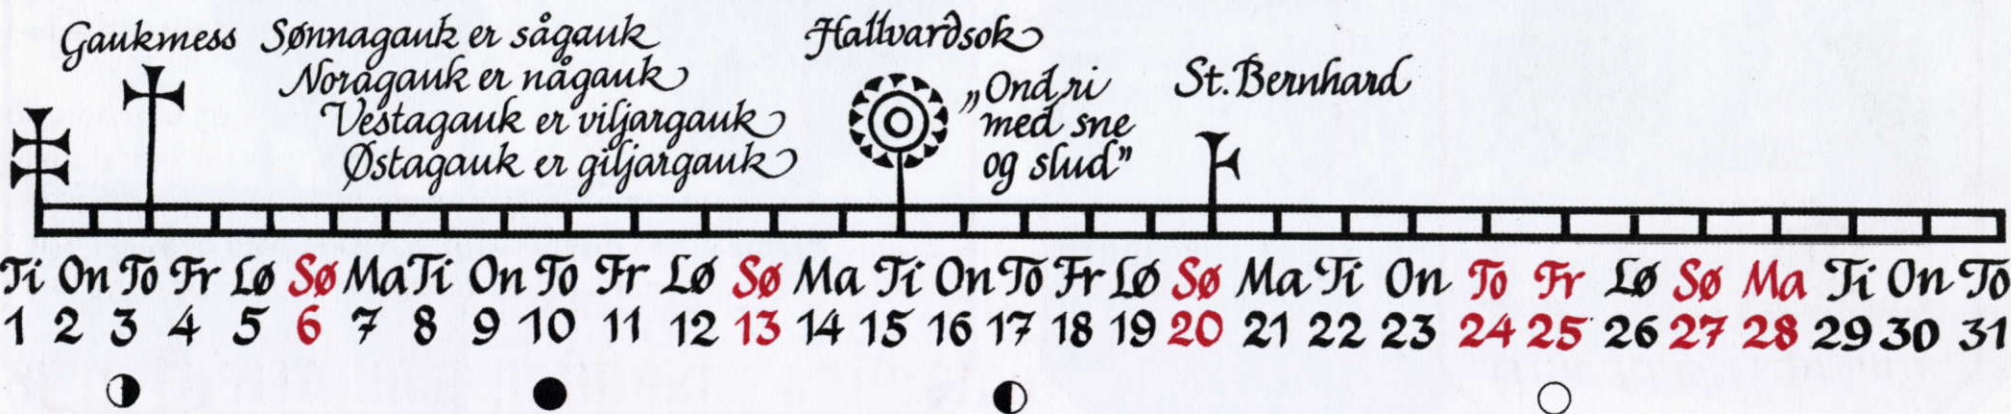 Gaukmess
Sønnagauk er sågauk
Noragauk er någauk
Vestagauk er viljargauk
Østagauk er giljargauk
Hallvardsok
„Ond ri
med sne
og slud”
St. Bernhard
Ti On To Fr Lø Sø Ma Ti On To Fr Lø Sø Ma Ti On To Fr Lø Sø Ma Ti On To Fr Lø Sø Ma Ti On To
1 2 3 4 5 6 7 8 9 10 11 12 13 14 15 16 17 18 19 20 21 22 23 24 25 26 27 28 29 30 31